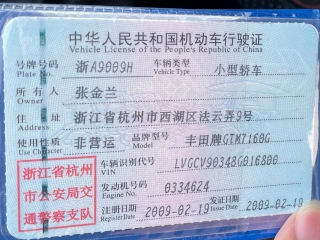 中华人民共和国机动车行驶证
Vehicle License of the People's Republic of China
号牌号码 浙A9009H 车辆类型 小型轿车
Plate No. Vehicle Type
所有人 张金兰
Owner
住址 浙江省杭州市西湖区法云弄9号
Address
使用性质 非营运 品牌型号 丰田牌GTM7160G
Use Character Model
车辆识别代号 LVGCV90348G016800
VIN
发动机号码 0334624
Engine No.
注册日期 2009-02-19 发证日期 2009-02-19
Register Date Issue Date
浙江省杭州
市公安局交
通警察支队